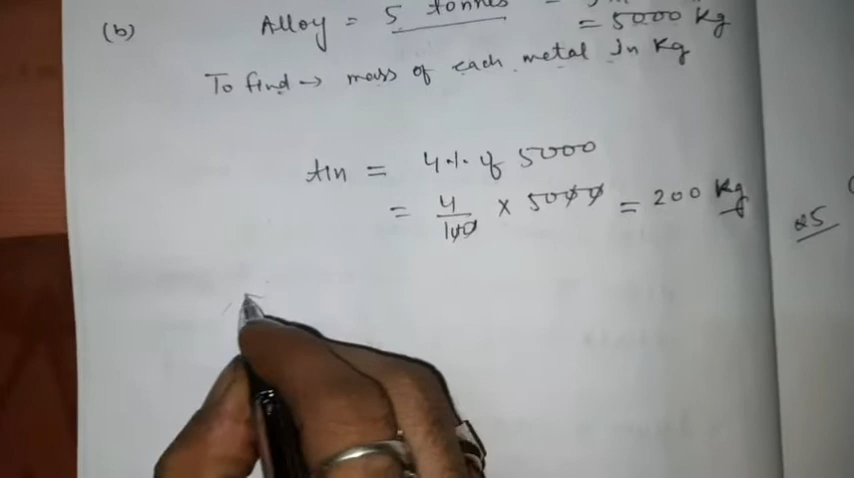 (b) Alloy = 5 tonnes =
= 5000 Kg
To find → mass of each metal in Kg
tin = 4% of 5000
= 4/100 × 5000 = 200 Kg
25